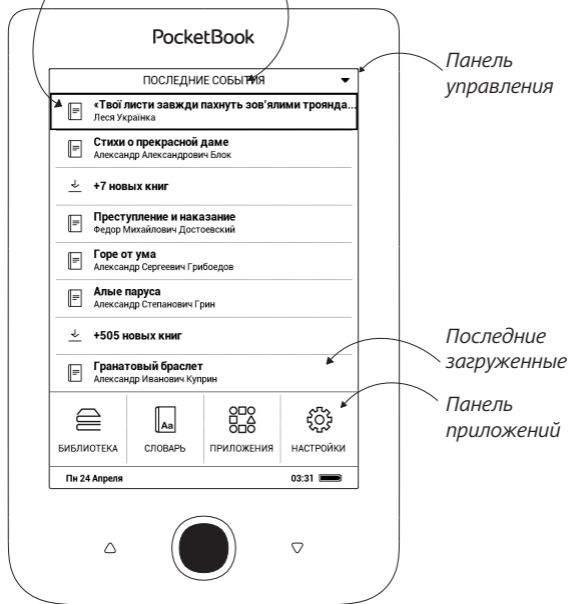 PocketBook
ПОСЛЕДНИЕ СОБЫТИЯ
«Твої листи завжди пахнуть зов'ялими троянда...
Леся Українка
Стихи о прекрасной даме
Александр Александрович Блок
+7 новых книг
Преступление и наказание
Федор Михайлович Достоевский
Горе от ума
Александр Сергеевич Грибоедов
Алые паруса
Александр Степанович Грин
+505 новых книг
Гранатовый браслет
Александр Иванович Куприн
Aa
БИБЛИОТЕКА СЛОВАРЬ ПРИЛОЖЕНИЯ НАСТРОЙКИ
Пн 24 Апреля 03:31
Панель
управления
Последние
загруженные
Панель
приложений